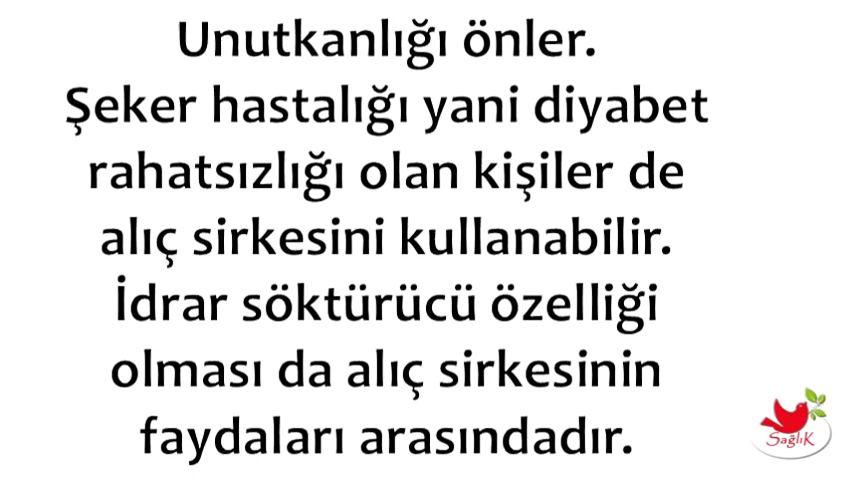 Unutkanlığı önler.
Şeker hastalığı yani diyabet
rahatsızlığı olan kişiler de
alıç sirkesini kullanabilir.
İdrar söktürücü özelliği
olması da alıç sirkesinin
faydaları arasındadır.
Sağlık